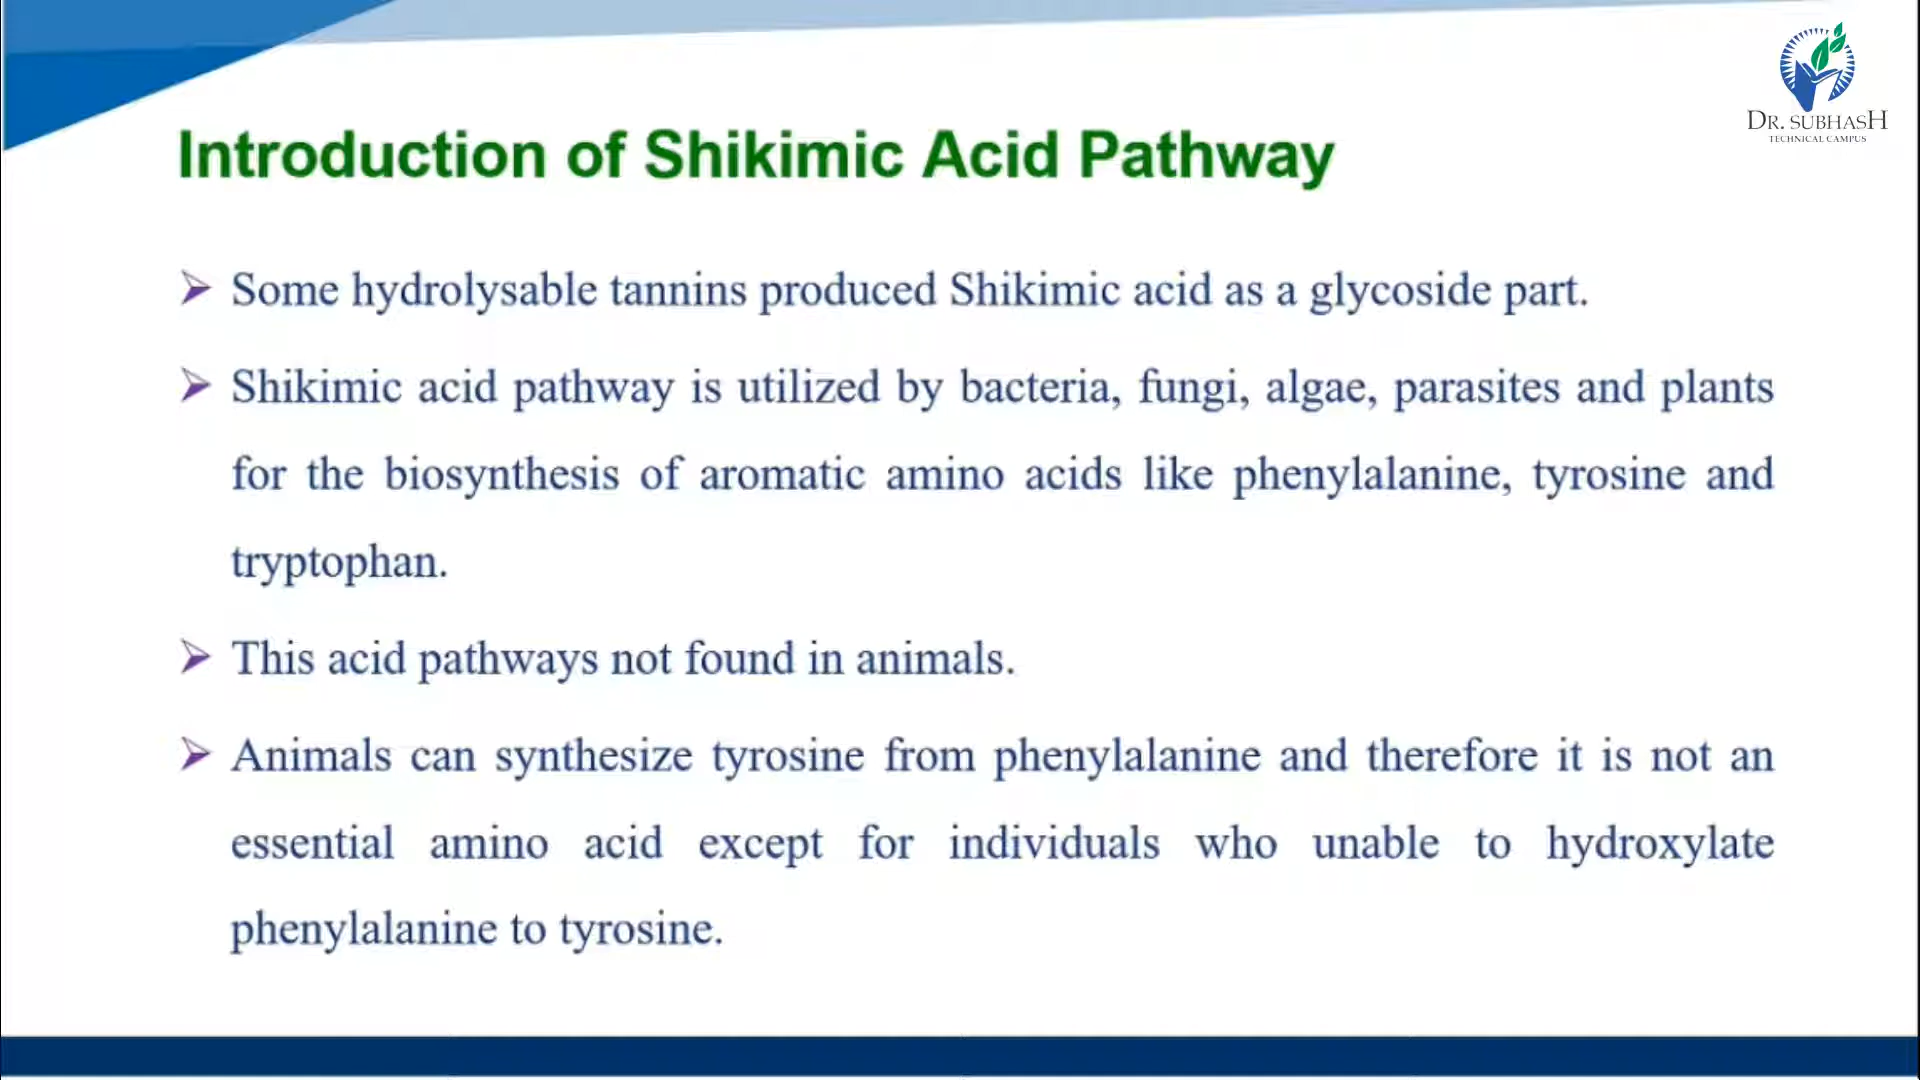 DR. SUBHASH
TECHNICAL CAMPUS
Introduction of Shikimic Acid Pathway
➢ Some hydrolysable tannins produced Shikimic acid as a glycoside part.
➢ Shikimic acid pathway is utilized by bacteria, fungi, algae, parasites and plants
for the biosynthesis of aromatic amino acids like phenylalanine, tyrosine and
tryptophan.
➢ This acid pathways not found in animals.
➢ Animals can synthesize tyrosine from phenylalanine and therefore it is not an
essential amino acid except for individuals who unable to hydroxylate
phenylalanine to tyrosine.